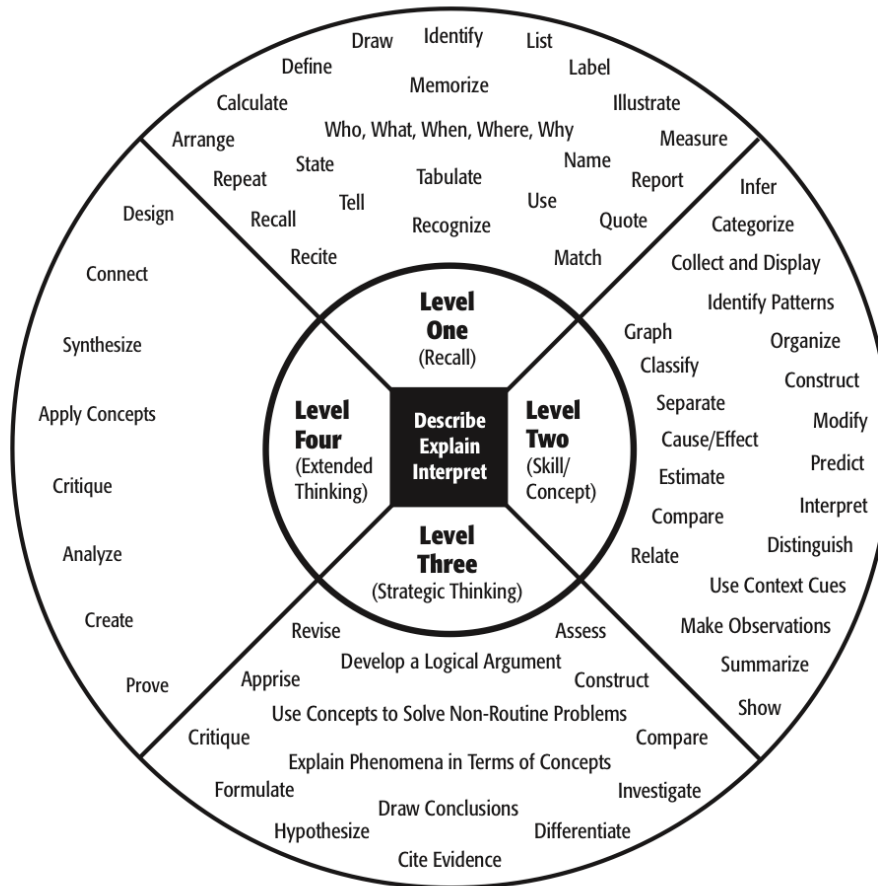 Draw
Identify
List
Define
Label
Memorize
Calculate
Illustrate
Who, What, When, Where, Why
Arrange
Measure
State
Name
Repeat
Tabulate
Report
Tell
Use
Recall
Recognize
Quote
Recite
Match
Level
One
(Recall)
Infer
Categorize
Collect and Display
Identify Patterns
Graph
Organize
Classify
Construct
Separate
Modify
Cause/Effect
Predict
Estimate
Interpret
Compare
Distinguish
Relate
Use Context Cues
Make Observations
Summarize
Show
Level
Two
(Skill/
Concept)
Describe
Explain
Interpret
Level
Four
(Extended
Thinking)
Design
Connect
Synthesize
Apply Concepts
Critique
Analyze
Create
Prove
Level
Three
(Strategic Thinking)
Revise
Assess
Develop a Logical Argument
Apprise
Construct
Use Concepts to Solve Non-Routine Problems
Critique
Compare
Explain Phenomena in Terms of Concepts
Formulate
Investigate
Draw Conclusions
Hypothesize
Differentiate
Cite Evidence